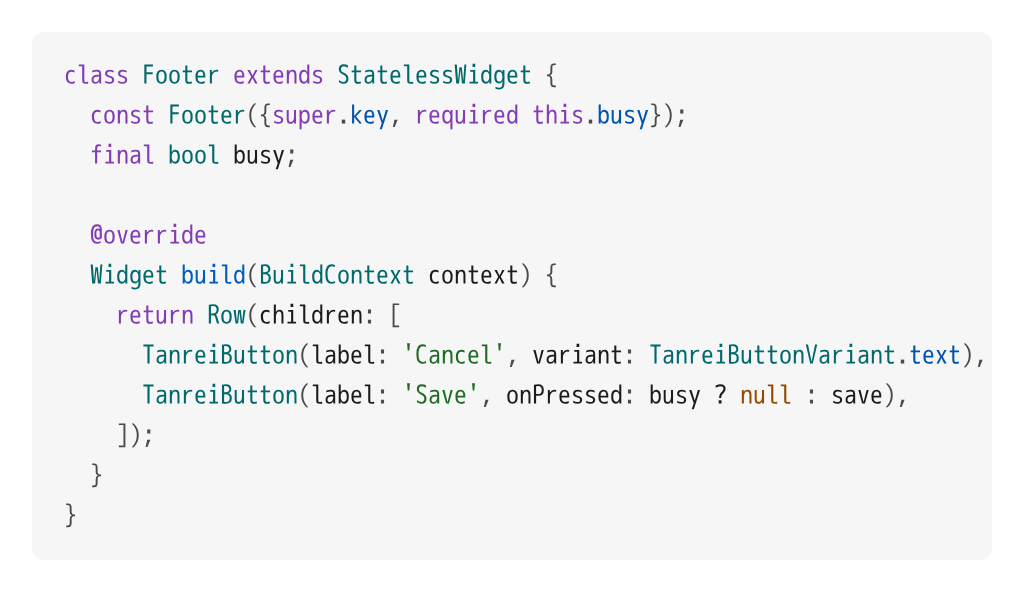 class Footer extends StatelessWidget {
  const Footer({super.key, required this.busy});
  final bool busy;

  @override
  Widget build(BuildContext context) {
    return Row(children: [
      TanreiButton(label: 'Cancel', variant: TanreiButtonVariant.text),
      TanreiButton(label: 'Save', onPressed: busy ? null : save),
    ]);
  }
}